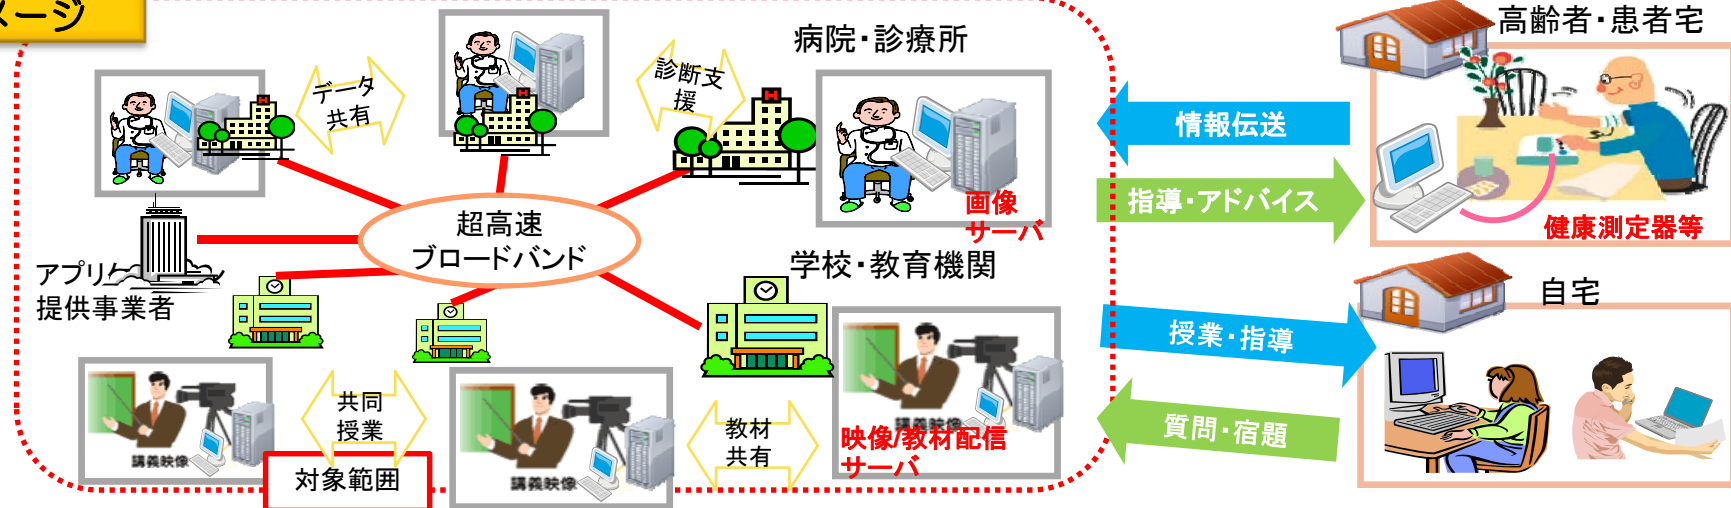 ージ
病院・診療所
高齢者・患者宅
データ
共有
診断支
援
情報伝送
指導・アドバイス
画像
サーバ
健康測定器等
超高速
ブロードバンド
アプリ
提供事業者
学校・教育機関
自宅
授業・指導
質問・宿題
共同
授業
教材
共有
講義映像
講義映像
講義映像
映像/教材配信
サーバ
対象範囲